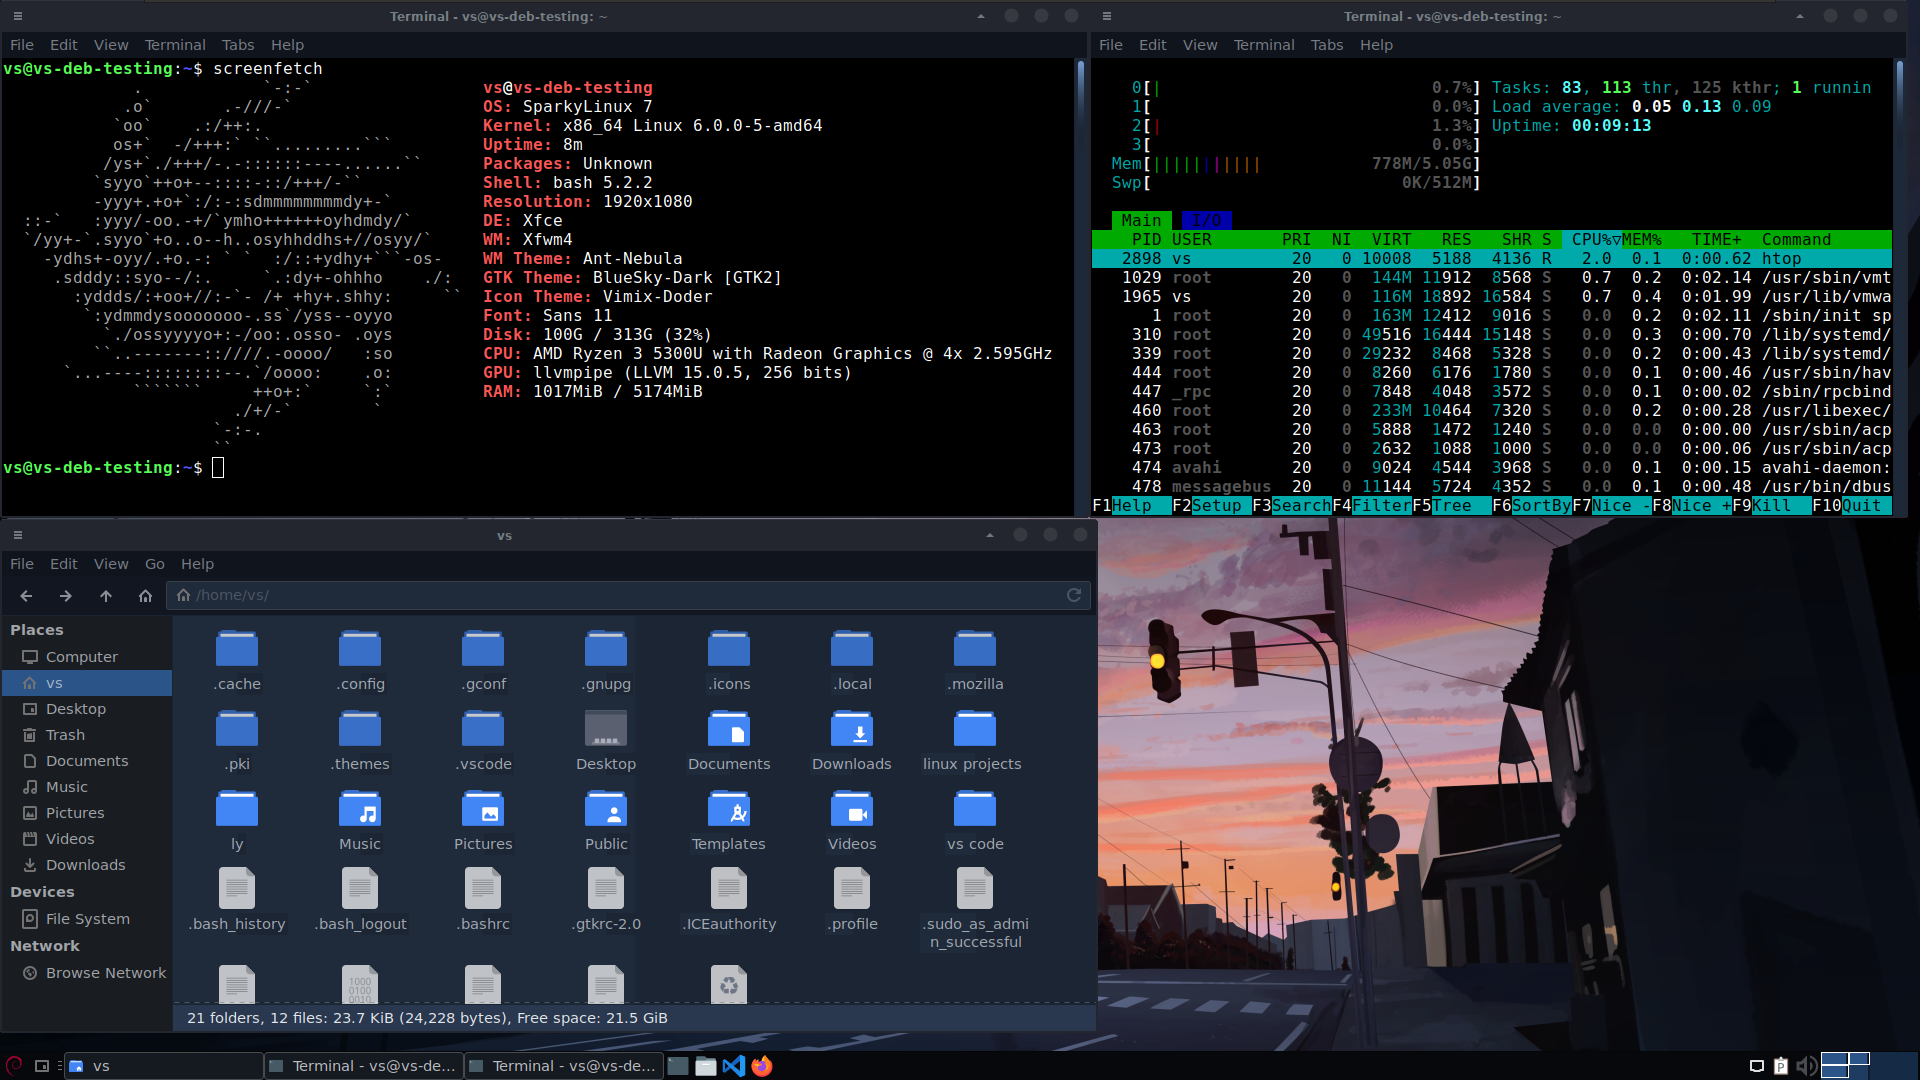 Terminal - vs@vs-deb-testing: ~
File Edit View Terminal Tabs Help
vs@vs-deb-testing:~$ screenfetch
vs@vs-deb-testing
OS: SparkyLinux 7
Kernel: x86_64 Linux 6.0.0-5-amd64
Uptime: 8m
Packages: Unknown
Shell: bash 5.2.2
Resolution: 1920x1080
DE: Xfce
WM: Xfwm4
WM Theme: Ant-Nebula
GTK Theme: BlueSky-Dark [GTK2]
Icon Theme: Vimix-Doder
Font: Sans 11
Disk: 100G / 313G (32%)
CPU: AMD Ryzen 3 5300U with Radeon Graphics @ 4x 2.595GHz
GPU: llvmpipe (LLVM 15.0.5, 256 bits)
RAM: 1017MiB / 5174MiB
vs@vs-deb-testing:~$
Terminal - vs@vs-deb-testing: ~
File Edit View Terminal Tabs Help
0[| 0.7%] Tasks: 83, 113 thr, 125 kthr; 1 runnin
1[ 0.0%] Load average: 0.05 0.13 0.09
2[| 1.3%] Uptime: 00:09:13
3[ 0.0%]
Mem[||||||||||| 778M/5.05G]
Swp[ 0K/512M]
Main I/O
PID USER PRI NI VIRT RES SHR S CPU%▽MEM% TIME+ Command
2898 vs 20 0 10008 5188 4136 R 2.0 0.1 0:00.62 htop
1029 root 20 0 144M 11912 8568 S 0.7 0.2 0:02.14 /usr/sbin/vmt
1965 vs 20 0 116M 18892 16584 S 0.7 0.4 0:01.99 /usr/lib/vmwa
1 root 20 0 163M 12412 9016 S 0.0 0.2 0:02.11 /sbin/init sp
310 root 20 0 49516 16444 15148 S 0.0 0.3 0:00.70 /lib/systemd/
339 root 20 0 29232 8468 5328 S 0.0 0.2 0:00.43 /lib/systemd/
444 root 20 0 8260 6176 1780 S 0.0 0.1 0:00.46 /usr/sbin/hav
447 _rpc 20 0 7848 4048 3572 S 0.0 0.1 0:00.02 /sbin/rpcbind
460 root 20 0 233M 10464 7320 S 0.0 0.2 0:00.28 /usr/libexec/
463 root 20 0 5888 1472 1240 S 0.0 0.0 0:00.00 /usr/sbin/acp
473 root 20 0 2632 1088 1000 S 0.0 0.0 0:00.06 /usr/sbin/acp
474 avahi 20 0 9024 4544 3968 S 0.0 0.1 0:00.15 avahi-daemon:
478 messagebus 20 0 11144 5724 4352 S 0.0 0.1 0:00.48 /usr/bin/dbus
F1Help F2Setup F3SearchF4FilterF5Tree F6SortByF7Nice -F8Nice +F9Kill F10Quit
vs
File Edit View Go Help
/home/vs/
Places
Computer
vs
Desktop
Trash
Documents
Music
Pictures
Videos
Downloads
Devices
File System
Network
Browse Network
.cache .config .gconf .gnupg .icons .local .mozilla
.pki .themes .vscode Desktop Documents Downloads linux projects
ly Music Pictures Public Templates Videos vs code
.bash_history .bash_logout .bashrc .gtkrc-2.0 .ICEauthority .profile .sudo_as_admi
n_successful
21 folders, 12 files: 23.7 KiB (24,228 bytes), Free space: 21.5 GiB
vs Terminal - vs@vs-de... Terminal - vs@vs-de...